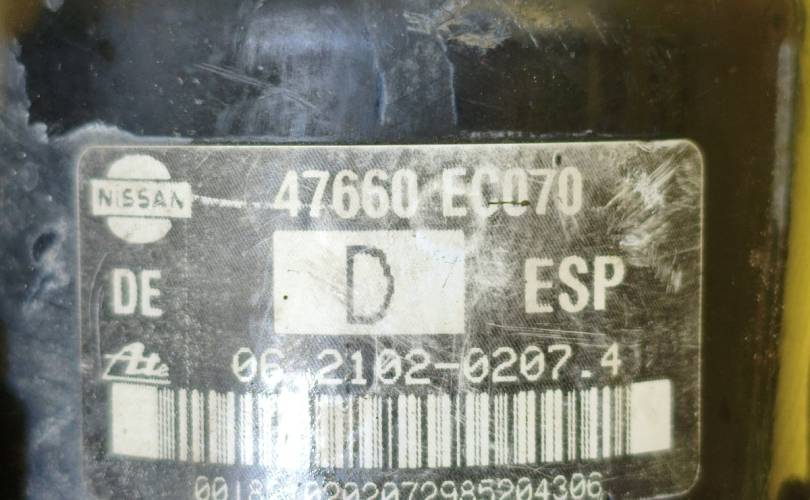 NISSAN 47660 EC070
DE D ESP
Ate 06.2102-0207.4